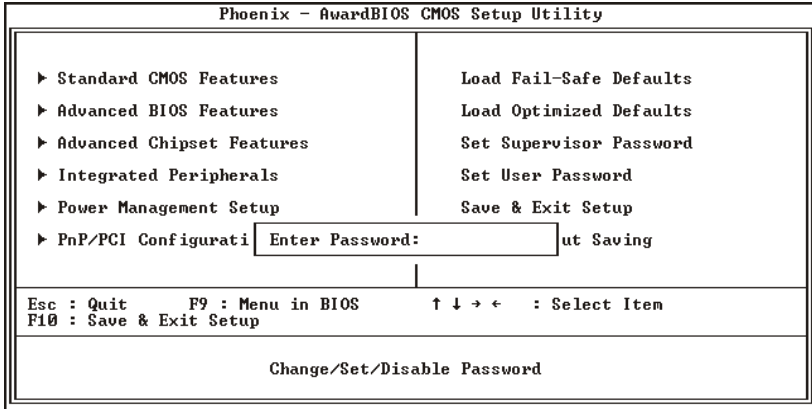 Phoenix - AwardBIOS CMOS Setup Utility
▶ Standard CMOS Features
▶ Advanced BIOS Features
▶ Advanced Chipset Features
▶ Integrated Peripherals
▶ Power Management Setup
▶ PnP/PCI Configurati
Load Fail-Safe Defaults
Load Optimized Defaults
Set Supervisor Password
Set User Password
Save & Exit Setup
ut Saving
Enter Password:
Esc : Quit F9 : Menu in BIOS ↑ ↓ → ← : Select Item
F10 : Save & Exit Setup
Change/Set/Disable Password